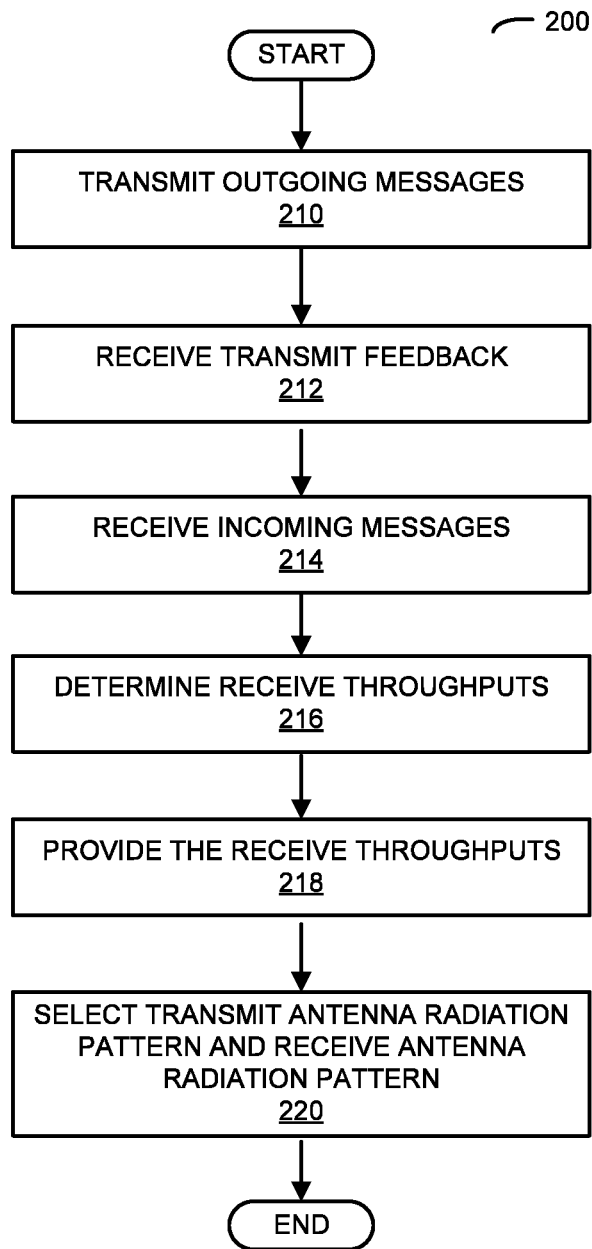 200
START
TRANSMIT OUTGOING MESSAGES
210
RECEIVE TRANSMIT FEEDBACK
212
RECEIVE INCOMING MESSAGES
214
DETERMINE RECEIVE THROUGHPUTS
216
PROVIDE THE RECEIVE THROUGHPUTS
218
SELECT TRANSMIT ANTENNA RADIATION
PATTERN AND RECEIVE ANTENNA
RADIATION PATTERN
220
END